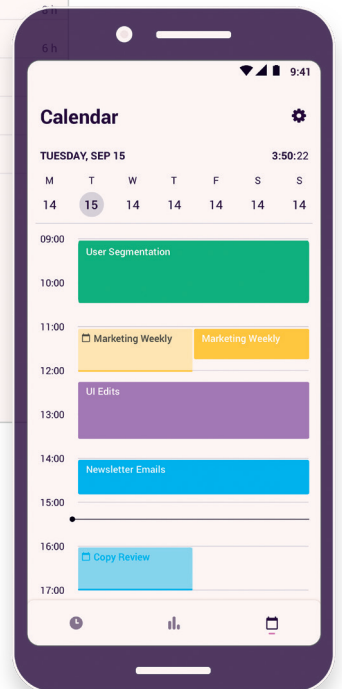 6 h
9:41
Calendar
TUESDAY, SEP 15 3:50:22
M T W T F S S
14 15 14 14 14 14 14
09:00
User Segmentation
10:00
11:00
Marketing Weekly Marketing Weekly
12:00
UI Edits
13:00
14:00
Newsletter Emails
15:00
16:00
Copy Review
17:00